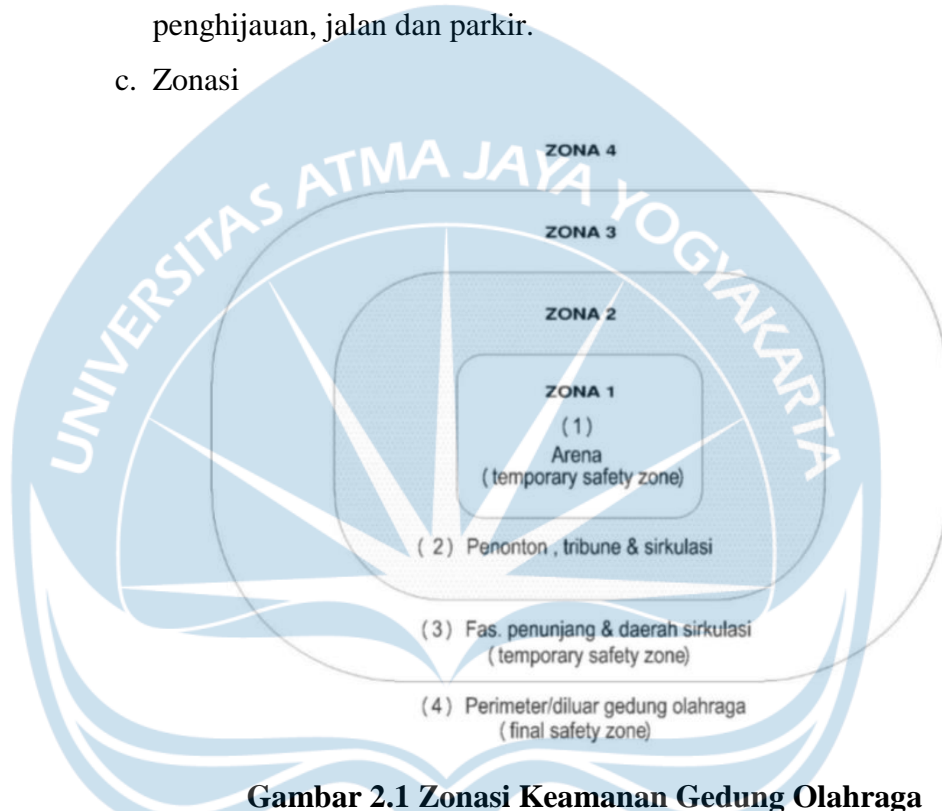 penghijauan, jalan dan parkir.
c. Zonasi
UNIVERSITAS ATMA JAYA YOGYAKARTA
ZONA 4
ZONA 3
ZONA 2
ZONA 1
(1)
Arena
(temporary safety zone)
(2) Penonton , tribune & sirkulasi
(3) Fas. penunjang & daerah sirkulasi
(temporary safety zone)
(4) Perimeter/diluar gedung olahraga
(final safety zone)
Gambar 2.1 Zonasi Keamanan Gedung Olahraga